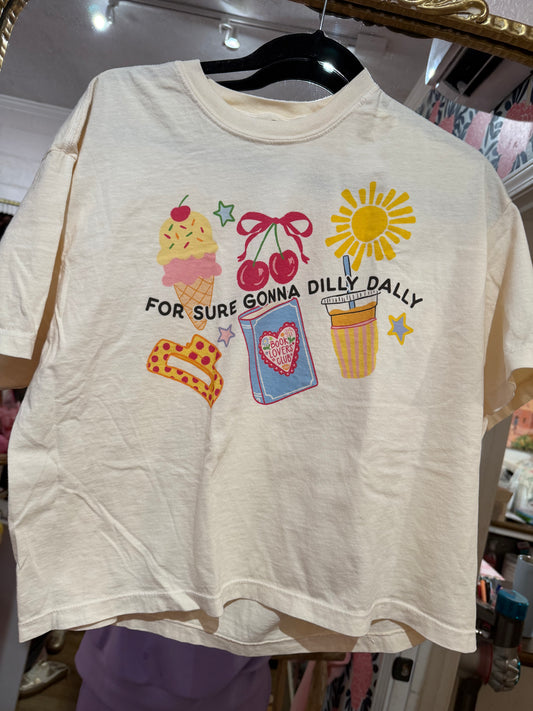 FOR SURE GONNA DILLY DALLY
BOOK
LOVERS
CLUB